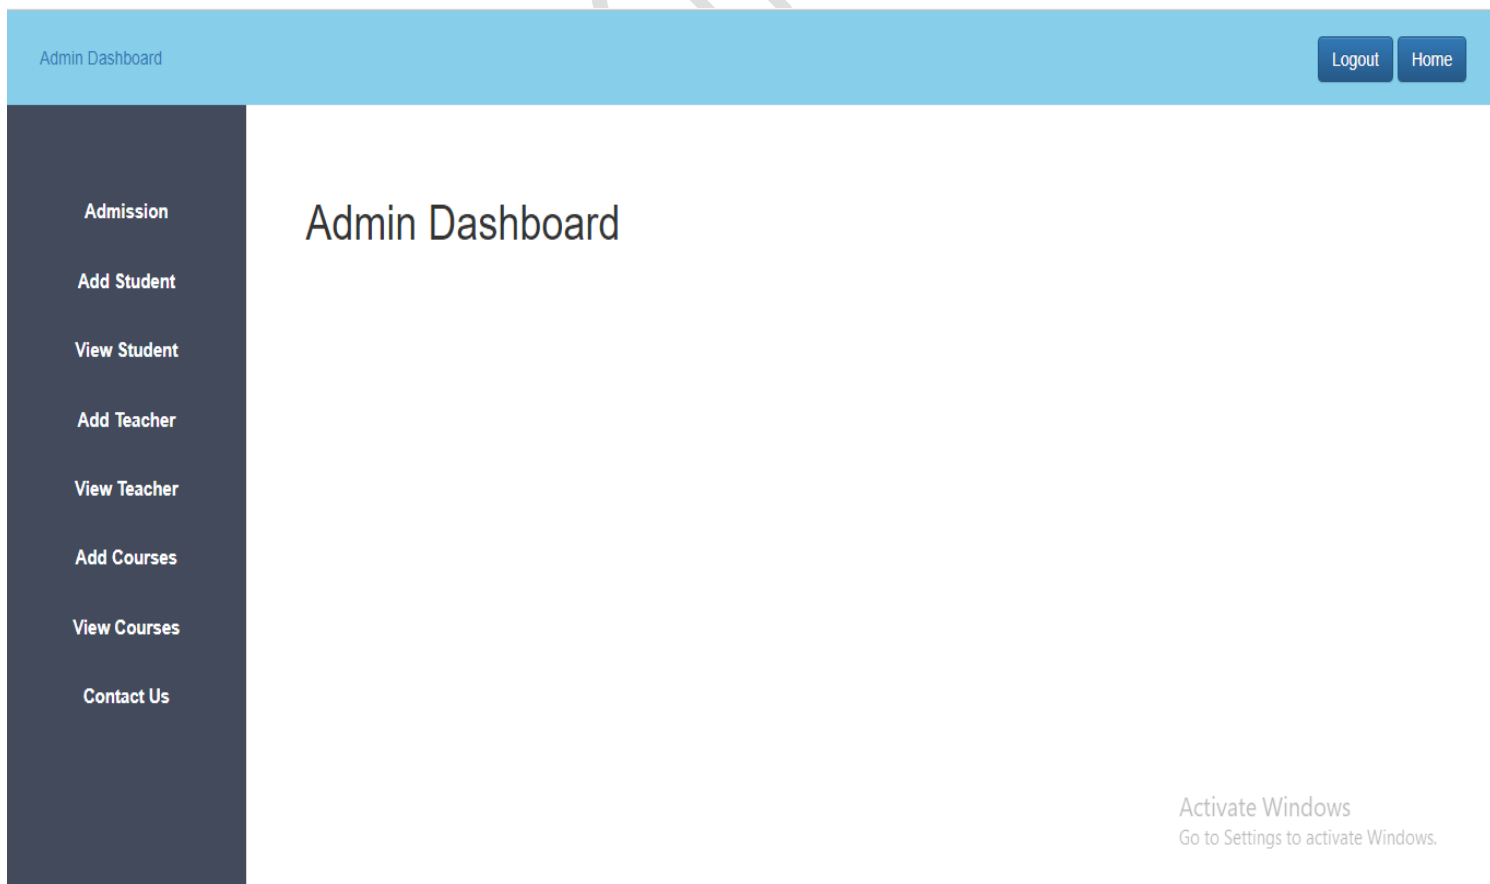 Admin Dashboard
Logout
Home
Admission
Add Student
View Student
Add Teacher
View Teacher
Add Courses
View Courses
Contact Us
Admin Dashboard
Activate Windows
Go to Settings to activate Windows.